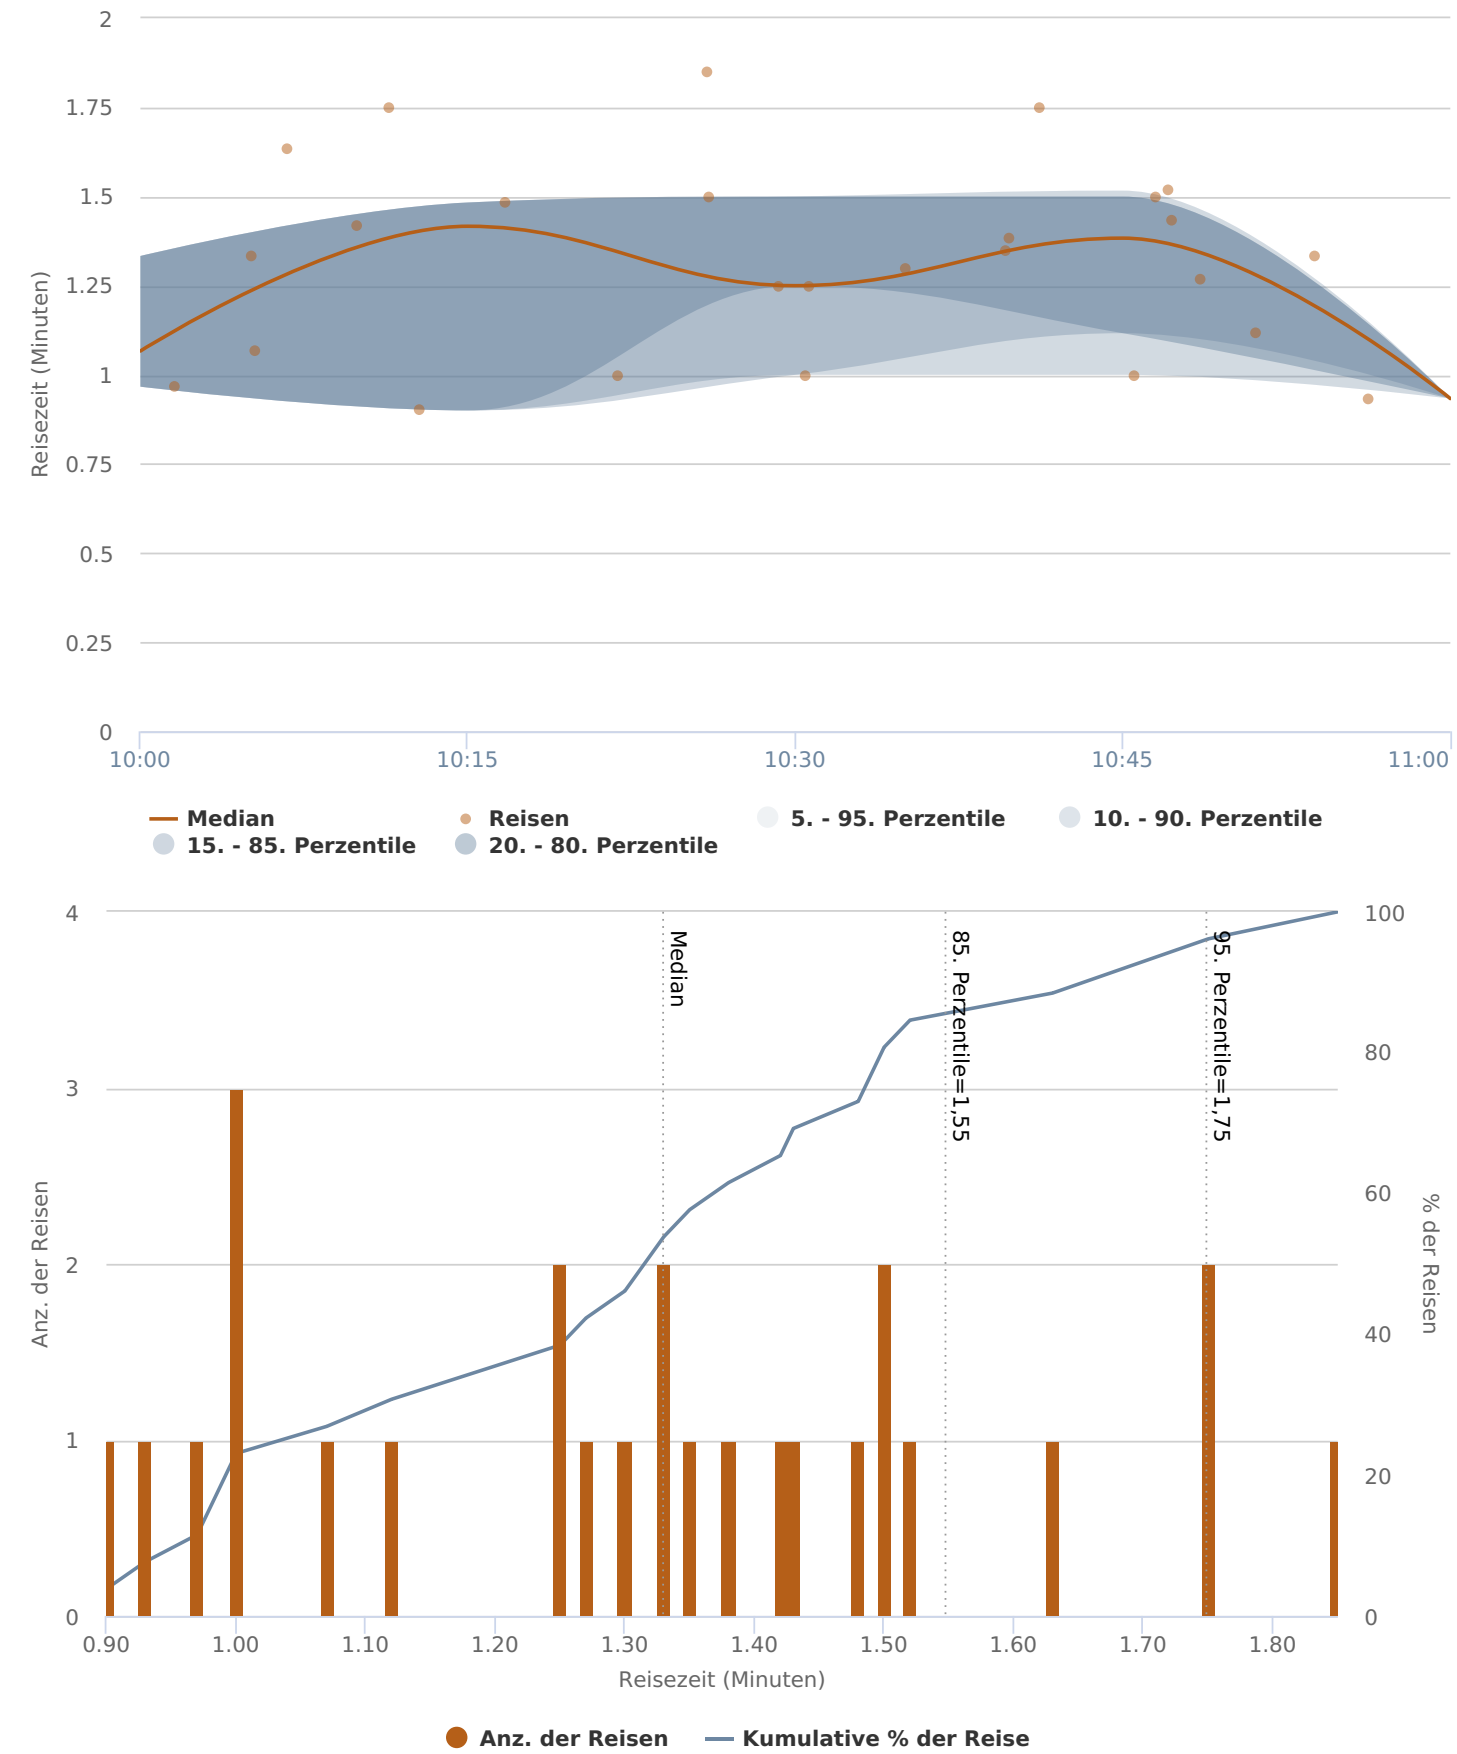 2
1.75
1.5
1.25
1
0.75
0.5
0.25
0
Reisezeit (Minuten)
10:00 10:15 10:30 10:45 11:00
Median Reisen 5. - 95. Perzentile 10. - 90. Perzentile
15. - 85. Perzentile 20. - 80. Perzentile
4
3
2
1
0
Anz. der Reisen
Median
85. Perzentile=1,55
95. Perzentile=1,75
100
80
60
40
20
0
% der Reisen
0.90 1.00 1.10 1.20 1.30 1.40 1.50 1.60 1.70 1.80
Reisezeit (Minuten)
Anz. der Reisen Kumulative % der Reise